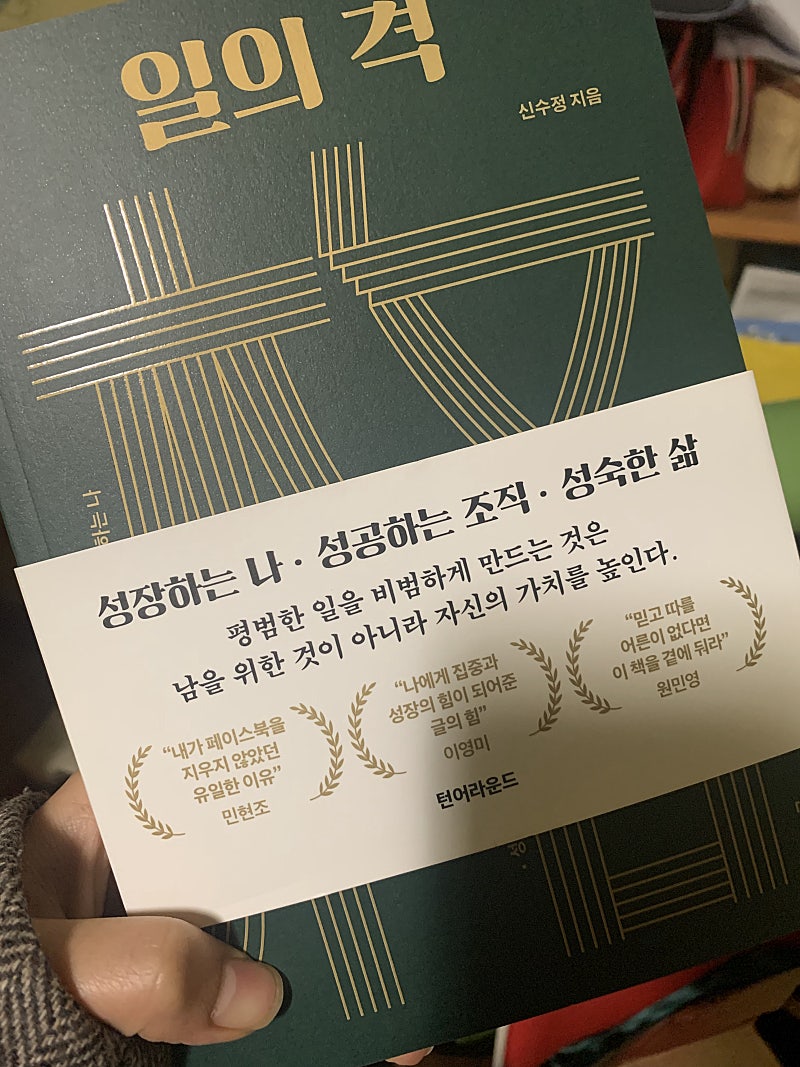 일의 격
신수정 지음
하는 나
성장하는 나 · 성공하는 조직 · 성숙한 삶
평범한 일을 비범하게 만드는 것은
남을 위한 것이 아니라 자신의 가치를 높인다.
“내가 페이스북을
지우지 않았던
유일한 이유”
민현조
“나에게 집중과
성장의 힘이 되어준
글의 힘”
이영미
“믿고 따를
어른이 없다면
이 책을 곁에 둬라”
원민영
턴어라운드
· 성